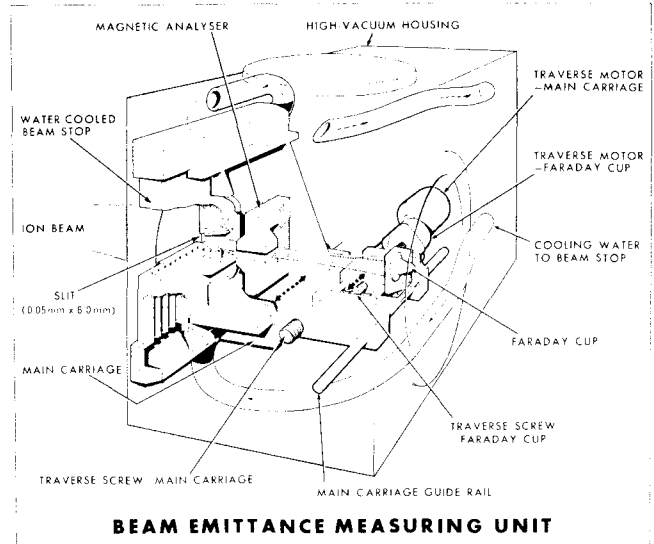 MAGNETIC ANALYSER
HIGH-VACUUM HOUSING
TRAVERSE MOTOR
–MAIN CARRIAGE
WATER COOLED
BEAM STOP
TRAVERSE MOTOR
–FARADAY CUP
ION BEAM
COOLING WATER
TO BEAM STOP
SLIT
(0.05mm x 6.0mm)
FARADAY CUP
MAIN CARRIAGE
TRAVERSE SCREW
FARADAY CUP
TRAVERSE SCREW MAIN CARRIAGE
MAIN CARRIAGE GUIDE RAIL
BEAM EMITTANCE MEASURING UNIT